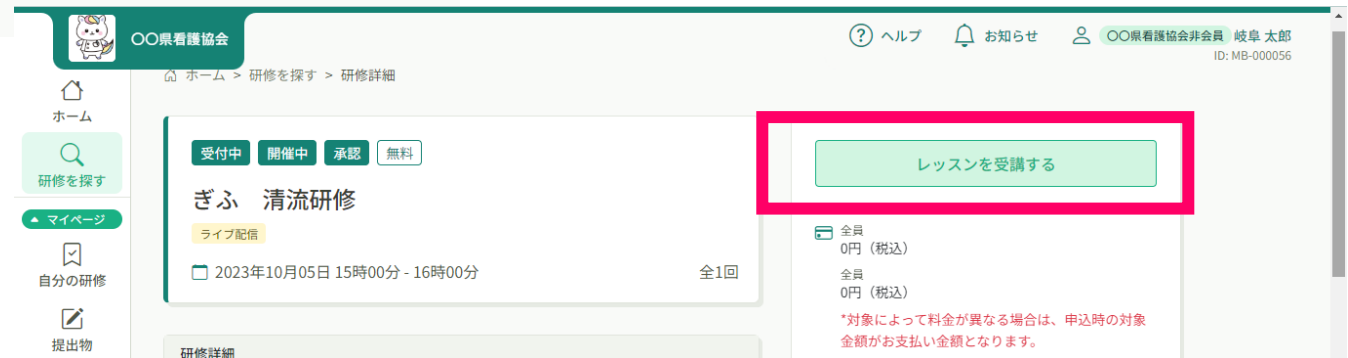 〇〇県看護協会
ヘルプ
お知らせ
〇〇県看護協会非会員 岐阜 太郎
ID: MB-000056
ホーム > 研修を探す > 研修詳細
ホーム
研修を探す
マイページ
自分の研修
提出物
受付中 開催中 承認 無料
ぎふ　清流研修
ライブ配信
2023年10月05日 15時00分 - 16時00分
全1回
研修詳細
レッスンを受講する
全員
0円（税込）
全員
0円（税込）
*対象によって料金が異なる場合は、申込時の対象
金額がお支払い金額となります。